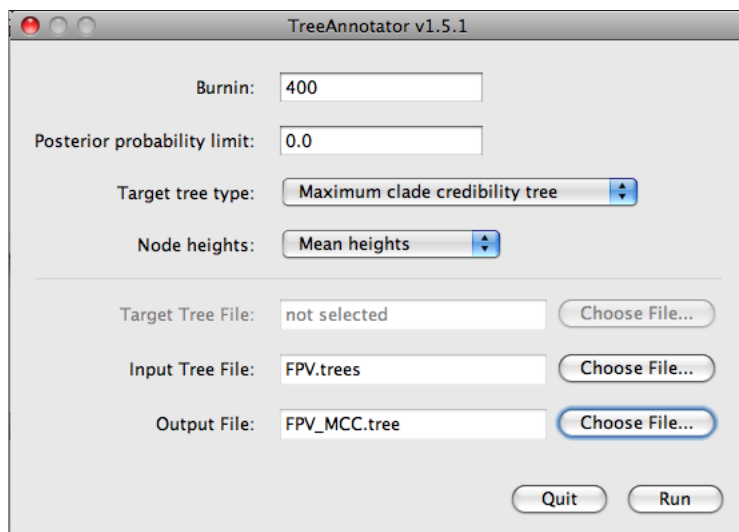 TreeAnnotator v1.5.1
Burnin: 400
Posterior probability limit: 0.0
Target tree type: Maximum clade credibility tree
Node heights: Mean heights
Target Tree File: not selected Choose File...
Input Tree File: FPV.trees Choose File...
Output File: FPV_MCC.tree Choose File...
Quit Run